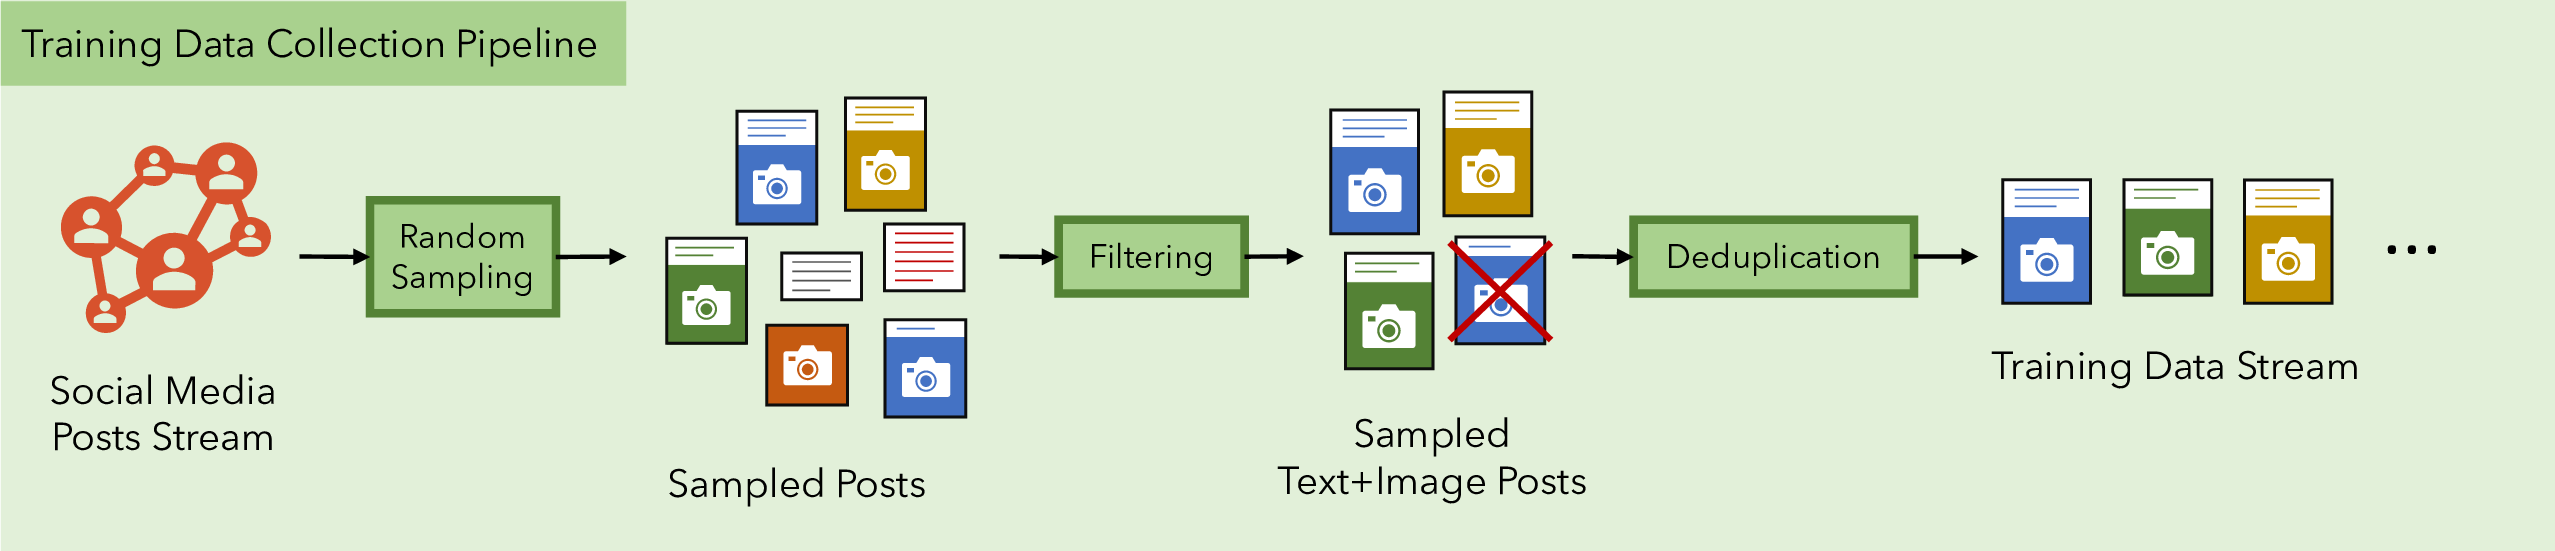 Training Data Collection Pipeline
Social Media
Posts Stream
Random
Sampling
Sampled Posts
Filtering
Sampled
Text+Image Posts
Deduplication
Training Data Stream
...